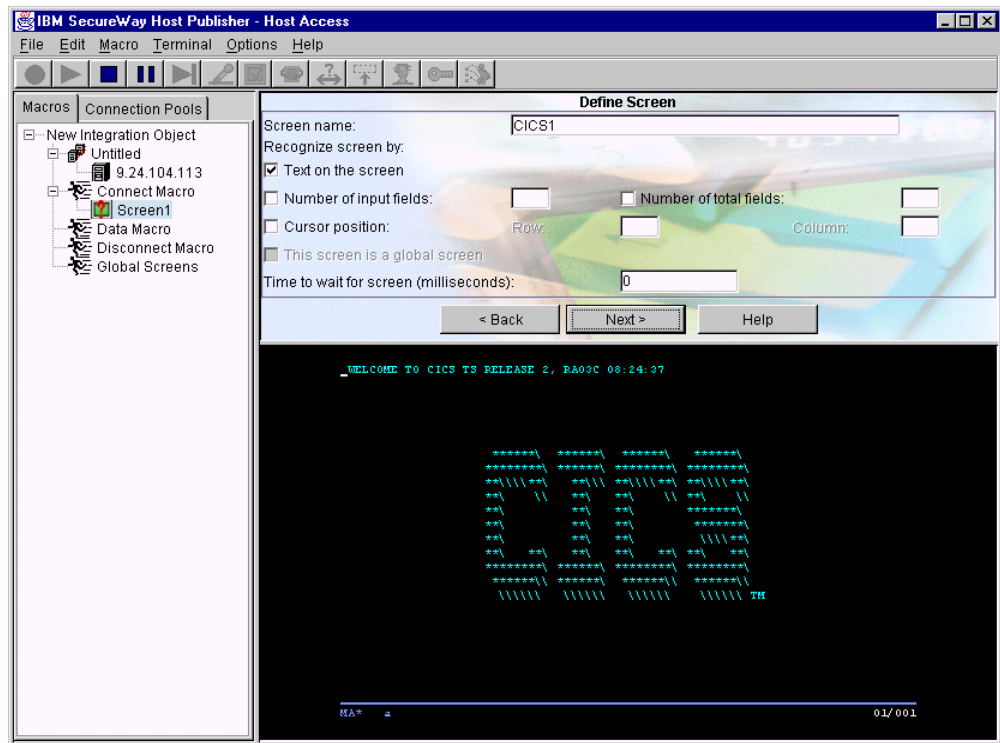 IBM SecureWay Host Publisher - Host Access
File Edit Macro Terminal Options Help
Macros Connection Pools
New Integration Object
Untitled
9.24.104.113
Connect Macro
Screen1
Data Macro
Disconnect Macro
Global Screens
Define Screen
Screen name: CICS1
Recognize screen by:
Text on the screen
Number of input fields: Number of total fields:
Cursor position: Row: Column:
This screen is a global screen
Time to wait for screen (milliseconds): 0
< Back Next > Help
WELCOME TO CICS TS RELEASE 2, RA03C 08:24:37
CICS TM
MA* a 01/001